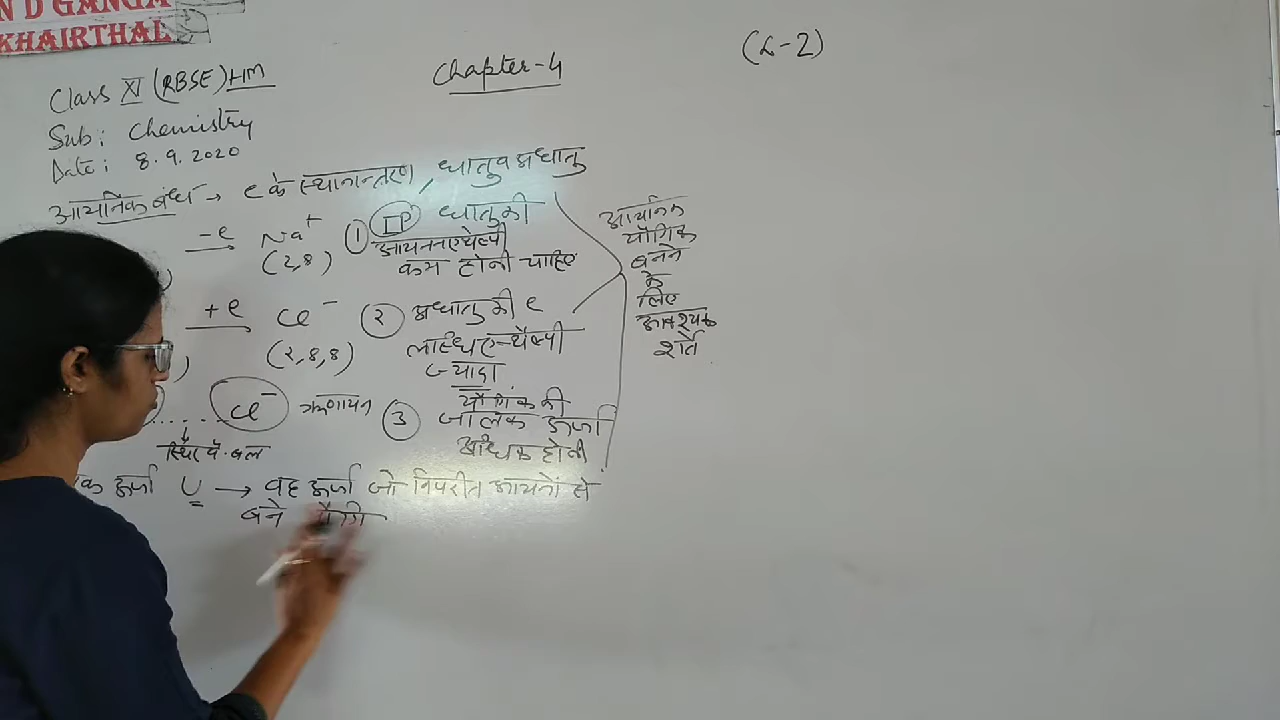 N D GANGA
KHAIRTHAL
Class XI (RBSE) HM
Sub: Chemistry
Date: 8.9.2020
Chapter-4
(L-2)
आयनिक बंध → e के स्थानान्तरण, धातु व अधातु
-e → Na⁺
(2,8)
+e → Cl⁻
(2,8,8)
..... Cl⁻ ऋणायन
स्थिर वै. बल
① IP धातु की
आयनन एन्थैल्पी
कम होनी चाहिए
② अधातु की e
लब्धि एन्थैल्पी
ज्यादा
③ यौगिक की
जालक ऊर्जा
अधिक होनी
आयनिक
यौगिक
बनने
के
लिए
आवश्यक
शर्तें
क ऊर्जा U → वह ऊर्जा जो विपरीत आयनों से
बने